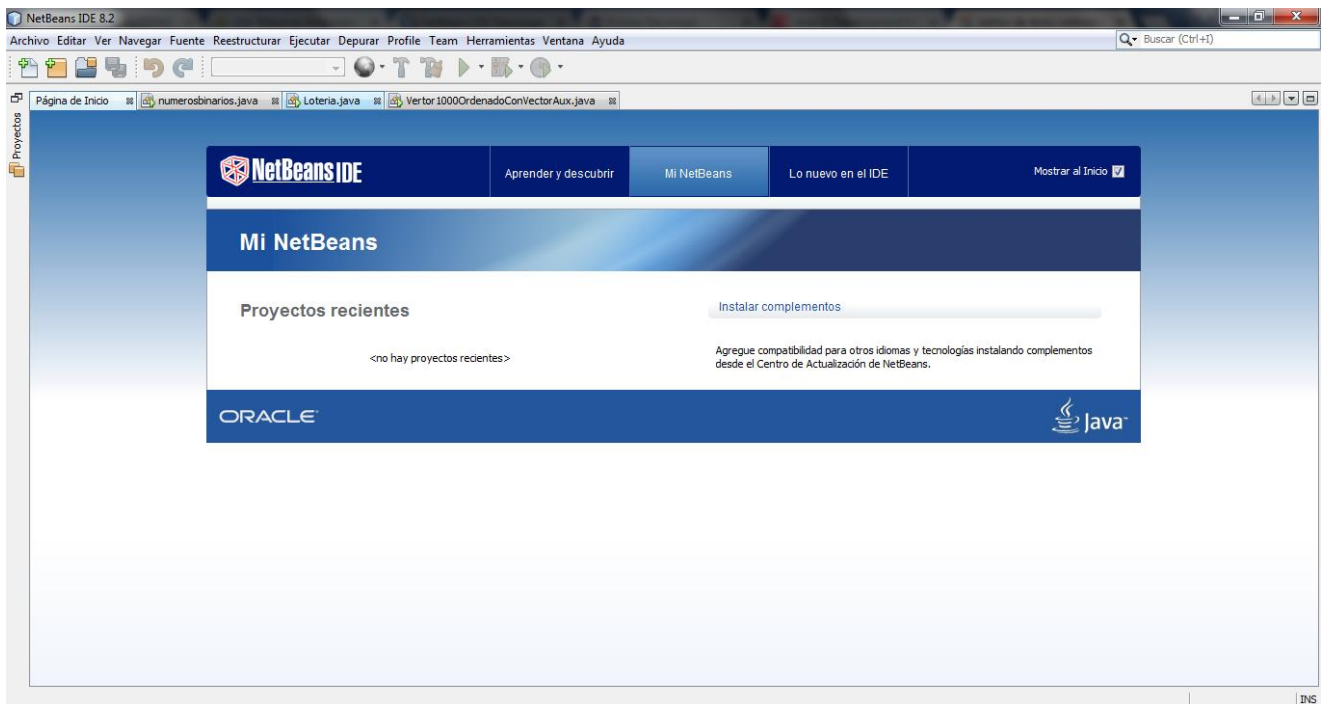 NetBeans IDE 8.2
Archivo Editar Ver Navegar Fuente Reestructurar Ejecutar Depurar Profile Team Herramientas Ventana Ayuda
Buscar (Ctrl+I)
Página de Inicio numerosbinarios.java Loteria.java Vertor1000OrdenadoConVectorAux.java
Proyectos
NetBeans IDE Aprender y descubrir Mi NetBeans Lo nuevo en el IDE Mostrar al Inicio
Mi NetBeans
Proyectos recientes
<no hay proyectos recientes>
Instalar complementos
Agregue compatibilidad para otros idiomas y tecnologías instalando complementos
desde el Centro de Actualización de NetBeans.
ORACLE Java
INS